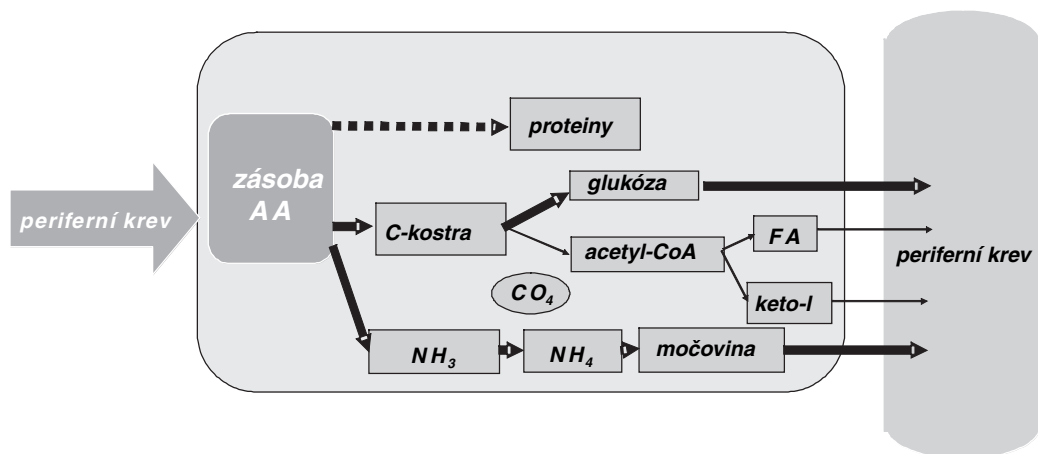 periferní krev
zásoba
AA
proteiny
glukóza
C-kostra
acetyl-CoA
FA
CO₄
keto-l
NH₃
NH₄
močovina
periferní krev